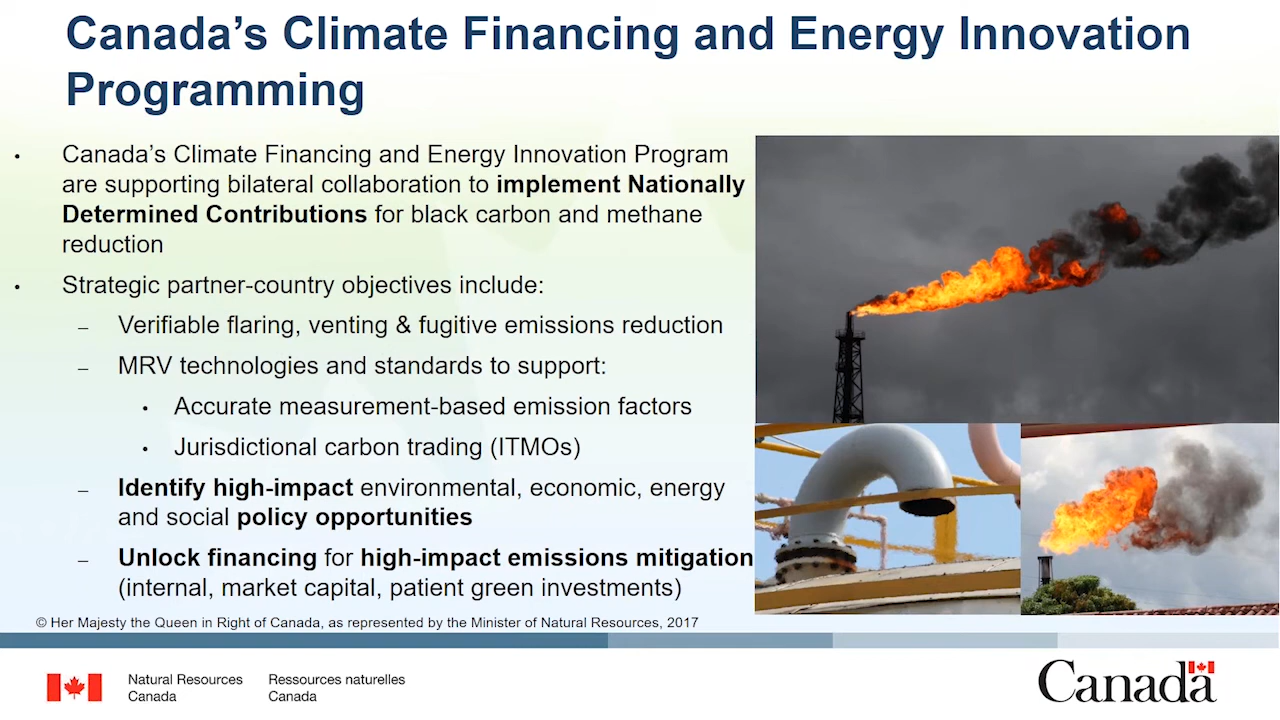 Canada’s Climate Financing and Energy Innovation
Programming
• Canada’s Climate Financing and Energy Innovation Program
are supporting bilateral collaboration to implement Nationally
Determined Contributions for black carbon and methane
reduction
• Strategic partner-country objectives include:
– Verifiable flaring, venting & fugitive emissions reduction
– MRV technologies and standards to support:
• Accurate measurement-based emission factors
• Jurisdictional carbon trading (ITMOs)
– Identify high-impact environmental, economic, energy
and social policy opportunities
– Unlock financing for high-impact emissions mitigation
(internal, market capital, patient green investments)
© Her Majesty the Queen in Right of Canada, as represented by the Minister of Natural Resources, 2017
Natural Resources
Canada
Ressources naturelles
Canada
Canada